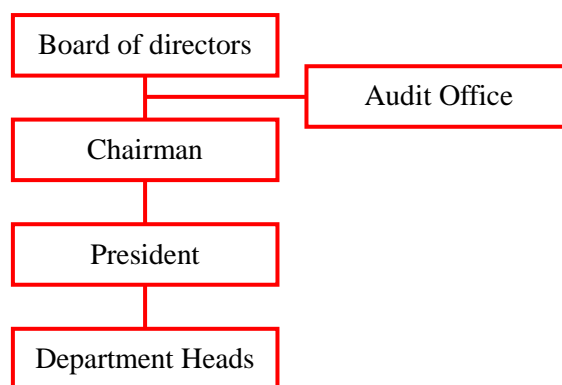 Board of directors
Audit Office
Chairman
President
Department Heads